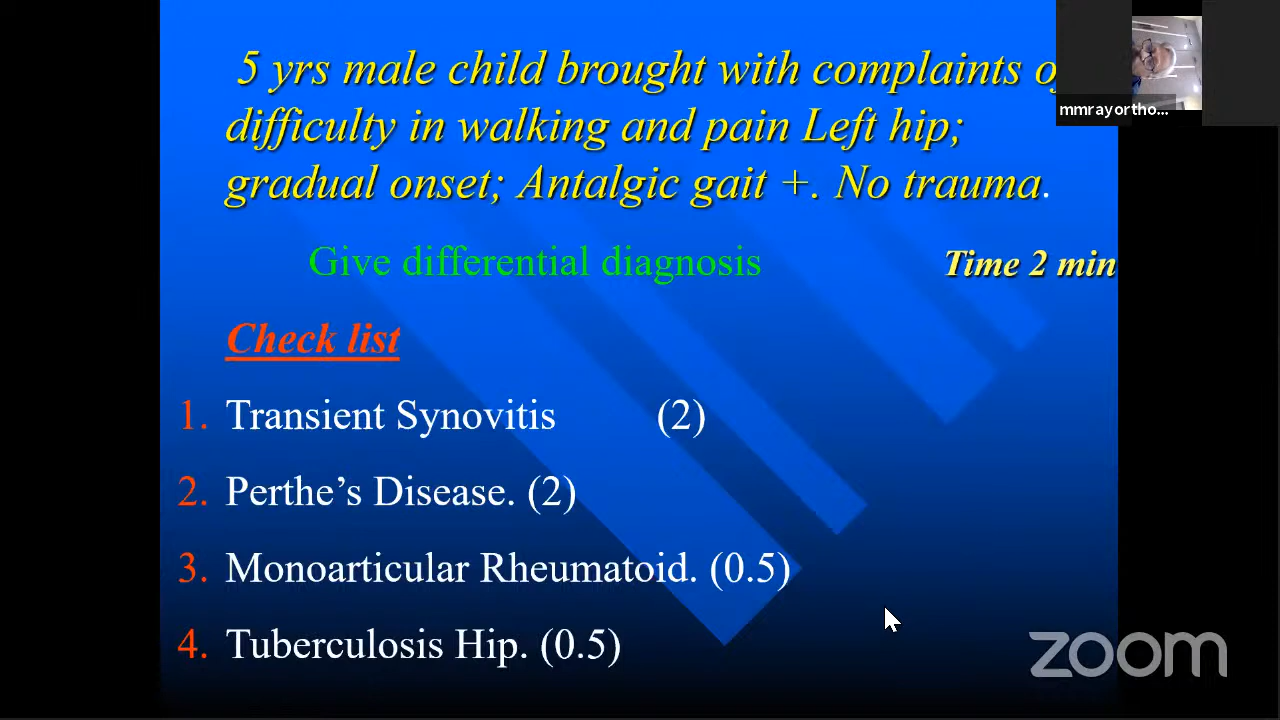 5 yrs male child brought with complaints o
difficulty in walking and pain Left hip;
gradual onset; Antalgic gait +. No trauma.
mmrayortho...
Give differential diagnosis
Time 2 min
Check list
1. Transient Synovitis (2)
2. Perthe's Disease. (2)
3. Monoarticular Rheumatoid. (0.5)
4. Tuberculosis Hip. (0.5)
zoom